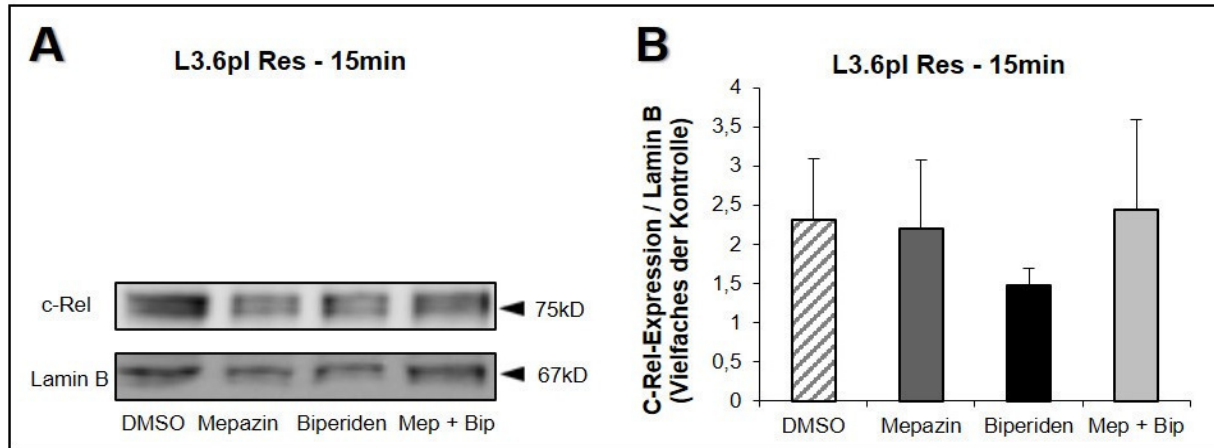 A
L3.6pl Res - 15min
c-Rel
75kD
Lamin B
67kD
DMSO Mepazin Biperiden Mep + Bip
B
L3.6pl Res - 15min
C-Rel-Expression / Lamin B
(Vielfaches der Kontrolle)
4
3,5
3
2,5
2
1,5
1
0,5
0
DMSO Mepazin Biperiden Mep + Bip